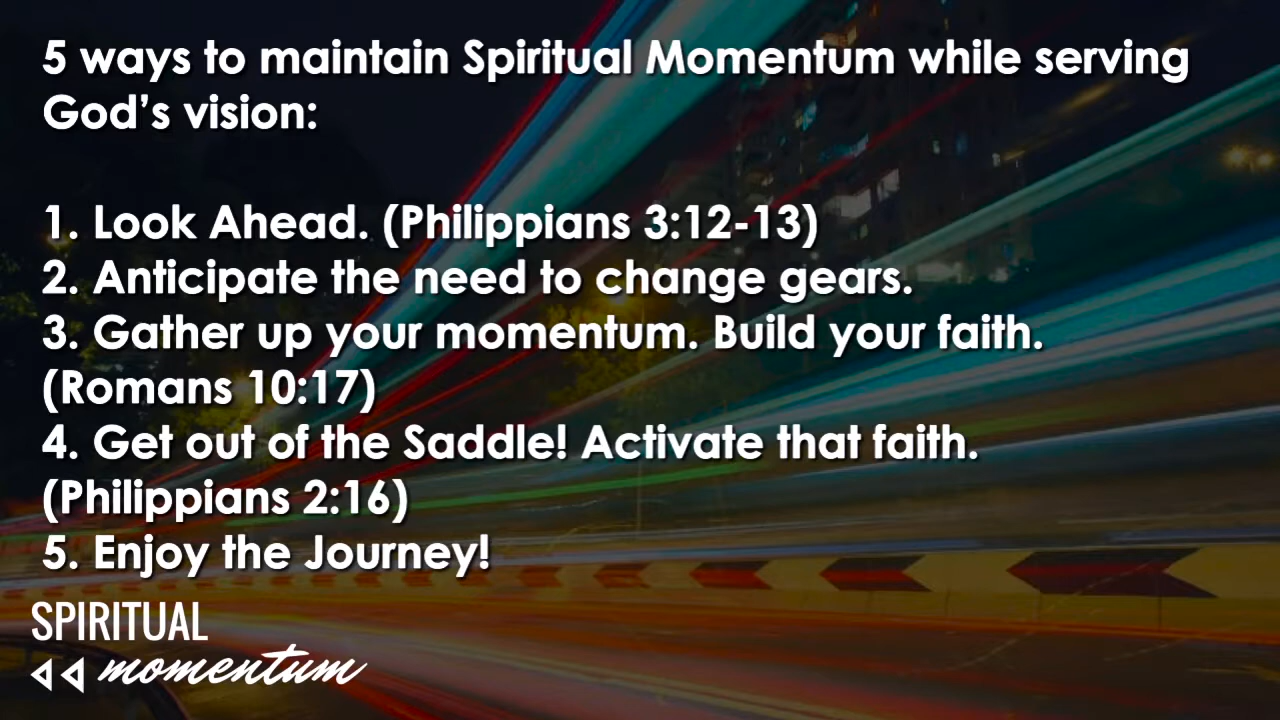 5 ways to maintain Spiritual Momentum while serving
God’s vision:
1. Look Ahead. (Philippians 3:12-13)
2. Anticipate the need to change gears.
3. Gather up your momentum. Build your faith.
(Romans 10:17)
4. Get out of the Saddle! Activate that faith.
(Philippians 2:16)
5. Enjoy the Journey!
SPIRITUAL
momentum